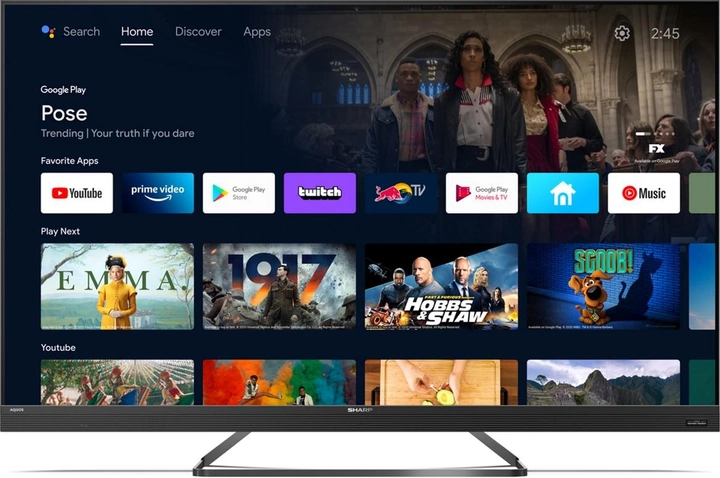 Search Home Discover Apps 2:45
Google Play
Pose
Trending | Your truth if you dare
FX
Available on Google Play
Favorite Apps
YouTube prime video Google Play Store twitch Red Bull TV Google Play Movies & TV Music
Play Next
EMMA. 1917 FAST & FURIOUS HOBBS & SHAW SCOOB!
Youtube
AQUOS SHARP